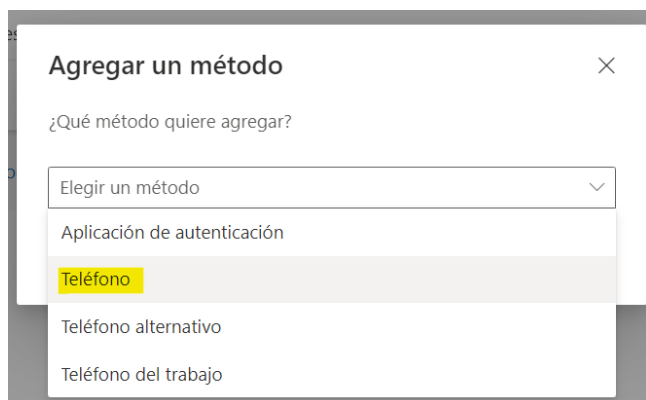 Agregar un método
¿Qué método quiere agregar?
Elegir un método
Aplicación de autenticación
Teléfono
Teléfono alternativo
Teléfono del trabajo